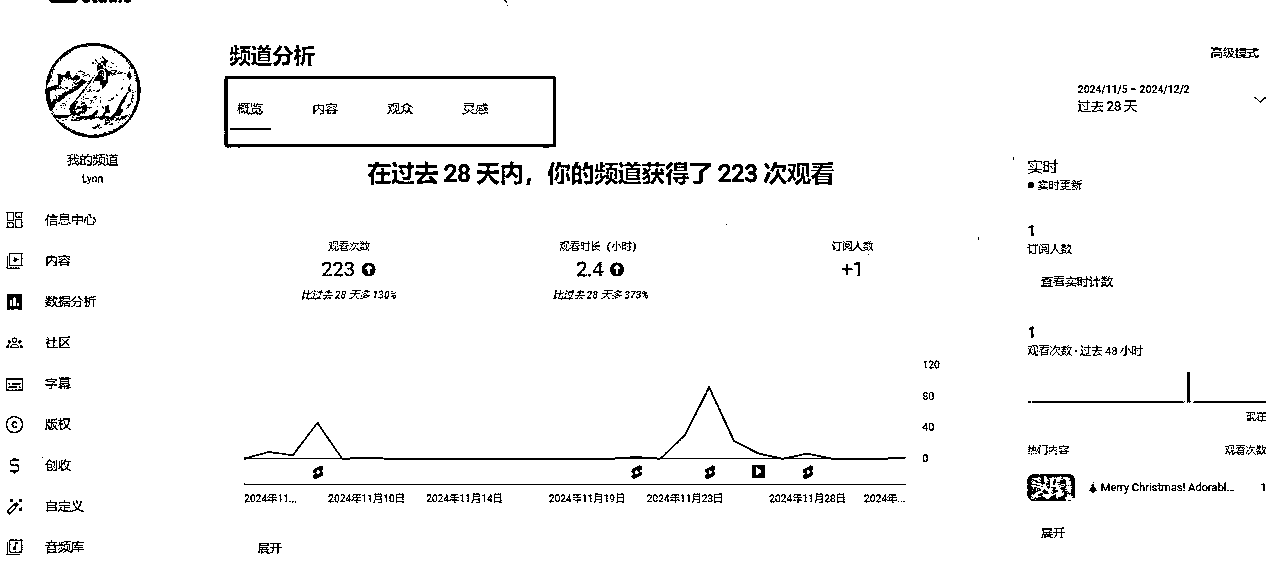 频道分析
高级模式
概览
内容
观众
灵感
2024/11/5 – 2024/12/2
过去 28 天
我的频道
Lynn
在过去 28 天内，你的频道获得了 223 次观看
观看次数
223
比过去 28 天多 130%
观看时长 (小时)
2.4
比过去 28 天多 373%
订阅人数
+1
120
80
40
0
2024年11...
2024年11月10日
2024年11月14日
2024年11月19日
2024年11月23日
2024年11月28日
2024年...
展开
信息中心
内容
数据分析
社区
字幕
版权
创收
自定义
音频库
实时
实时更新
1
订阅人数
查看实时计数
1
观看次数 · 过去 48 小时
现在
热门内容
观看次数
🎄 Merry Christmas! Adorabl...
1
展开